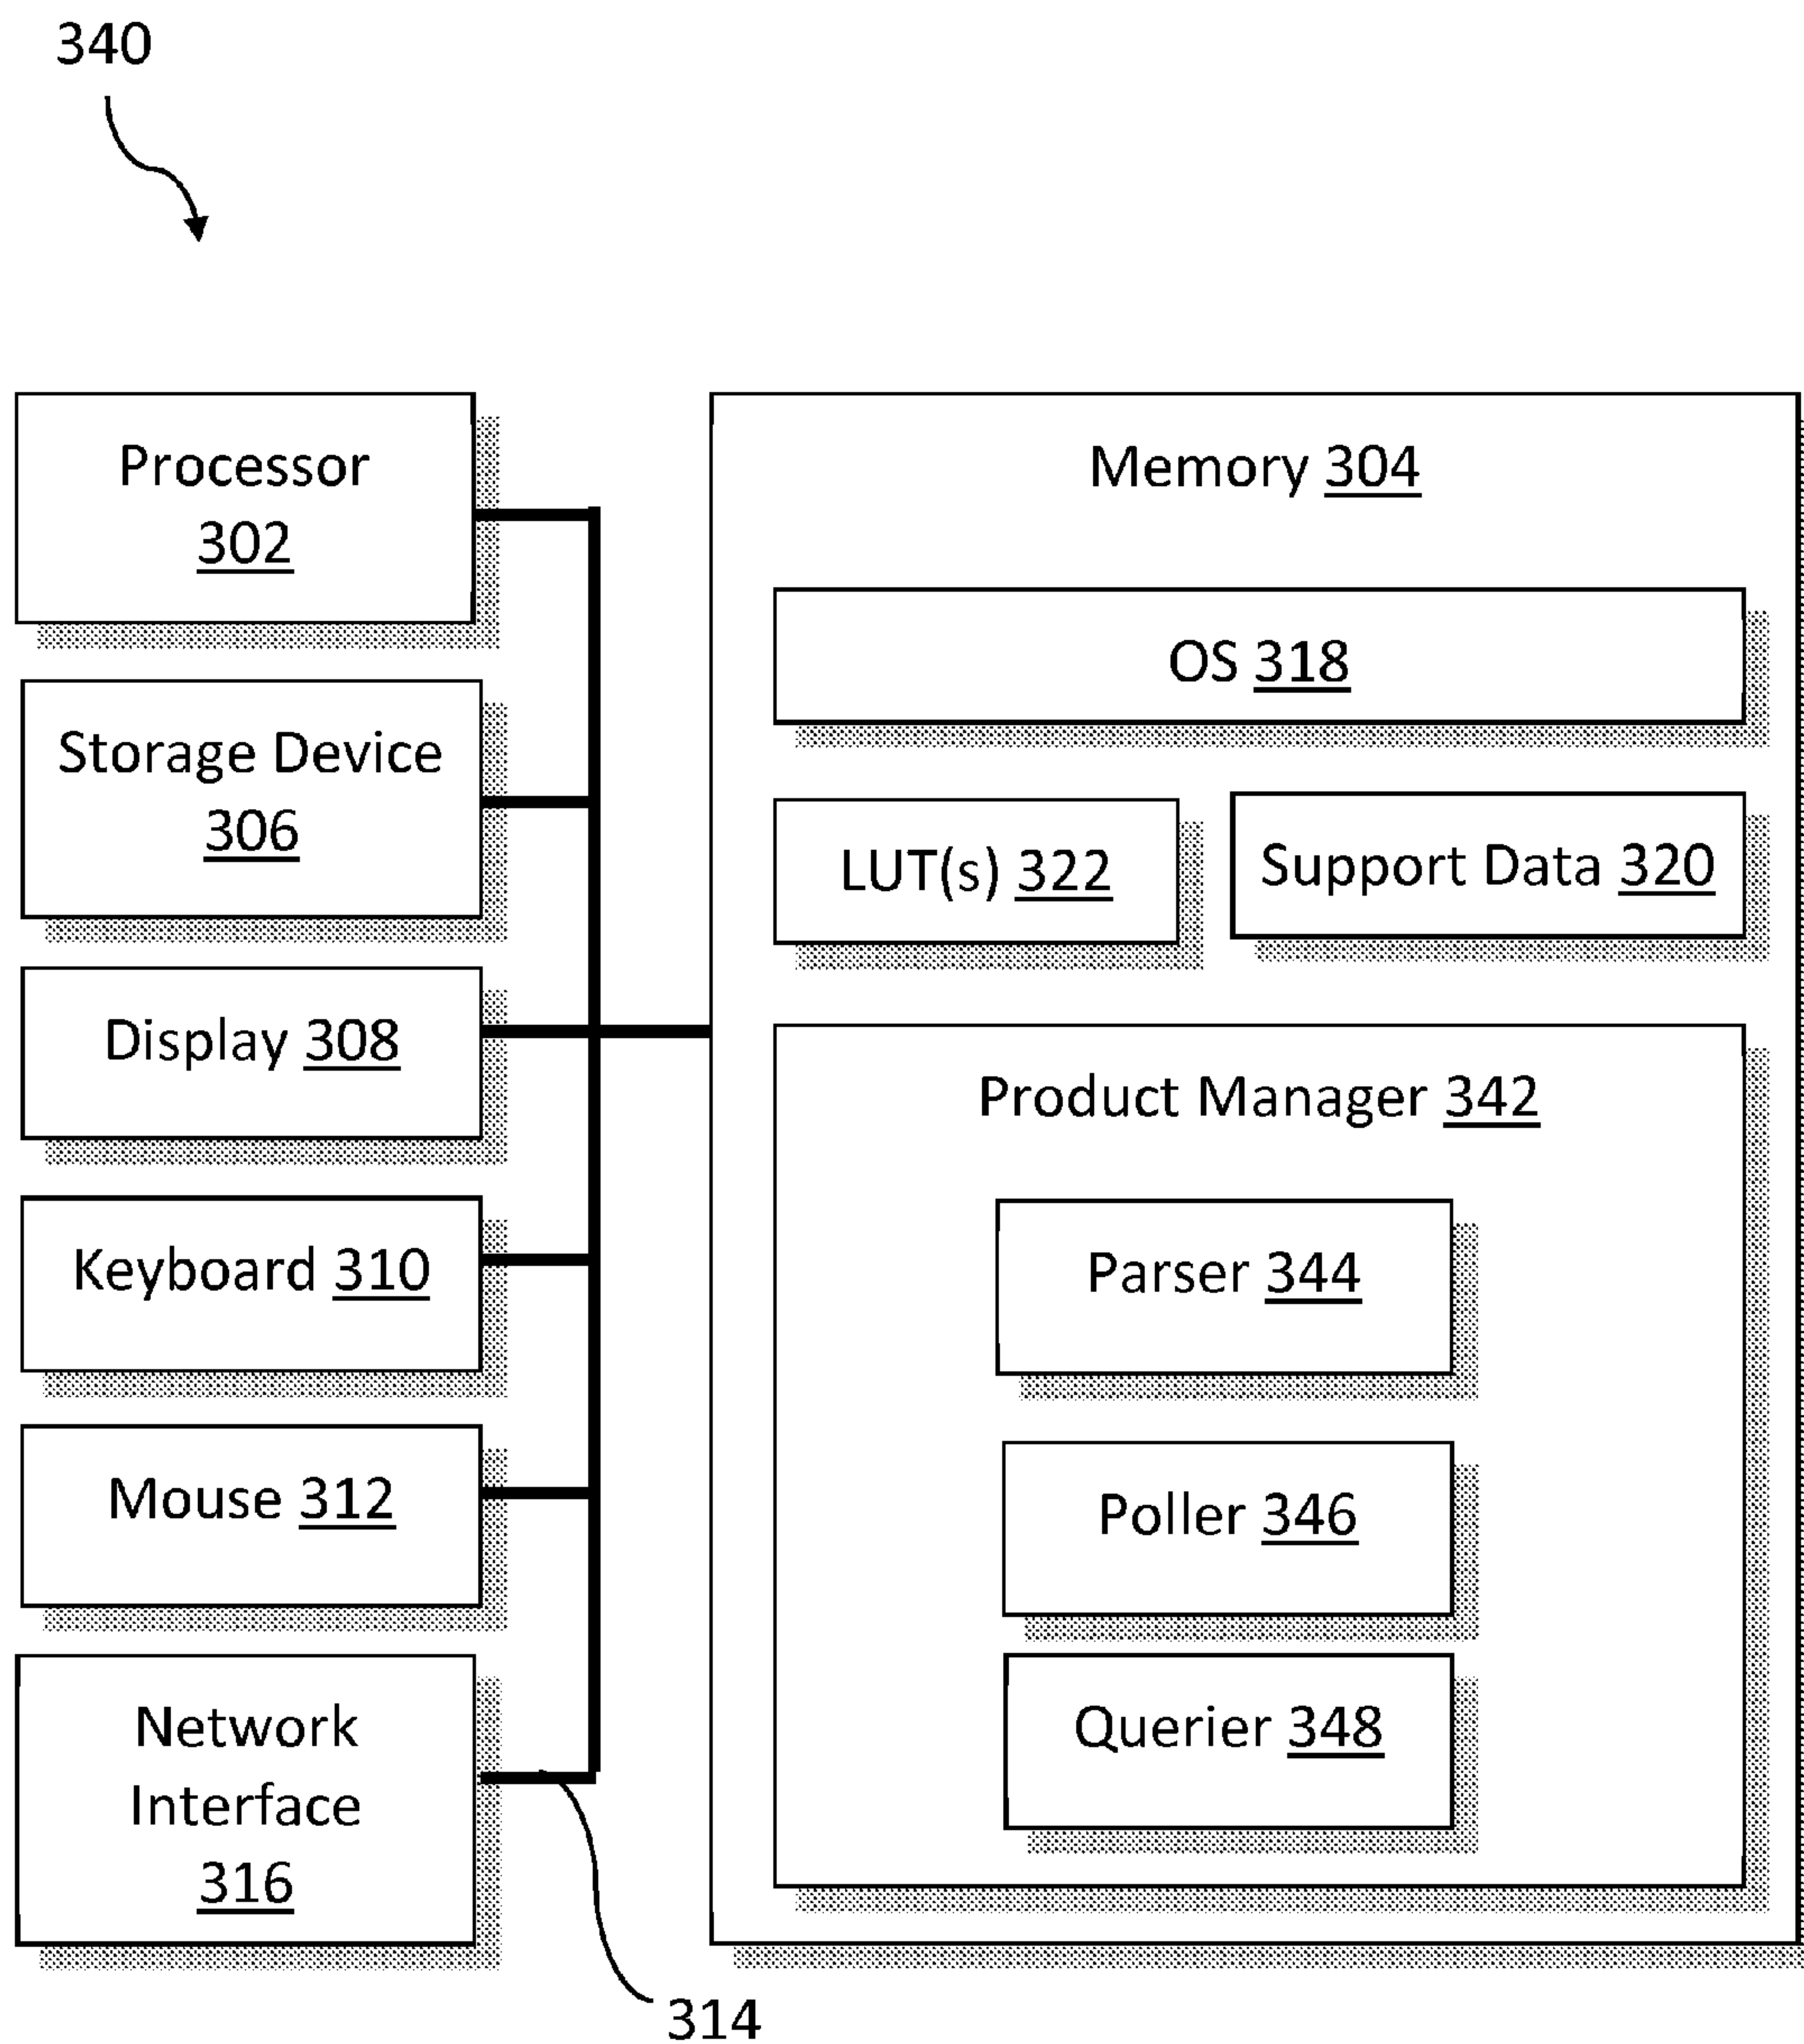 340
Processor
302
Storage Device
306
Display 308
Keyboard 310
Mouse 312
Network
Interface
316
314
Memory 304
OS 318
LUT(s) 322
Support Data 320
Product Manager 342
Parser 344
Poller 346
Querier 348